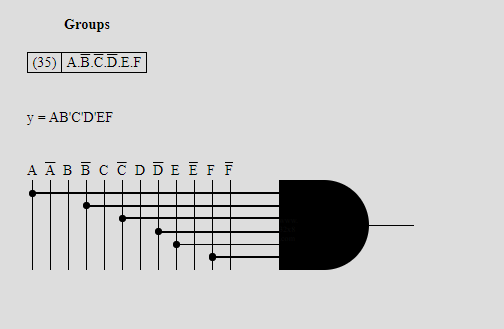 Groups
(35) A.B̅.C̅.D̅.E.F
y = AB'C'D'EF
A A̅ B B̅ C C̅ D D̅ E E̅ F F̅